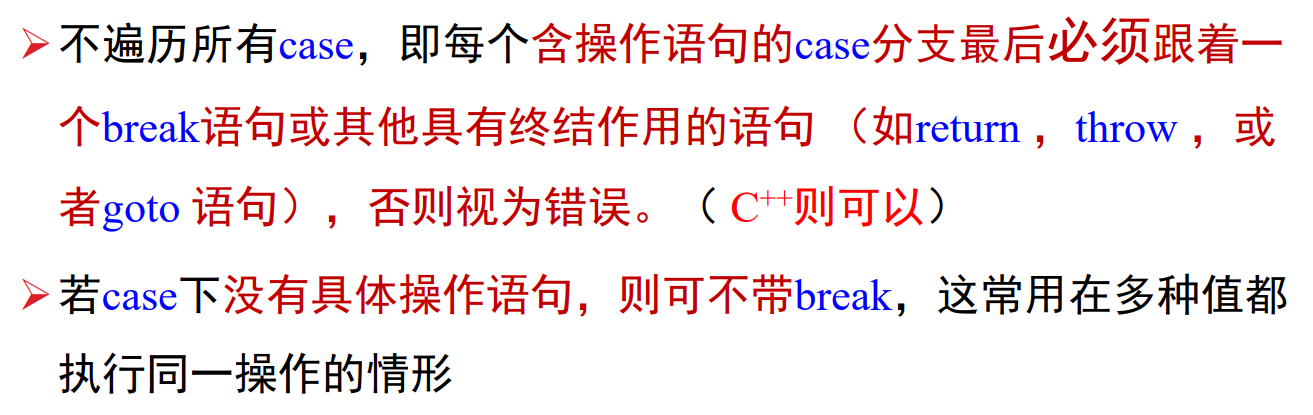 ➢不遍历所有case，即每个含操作语句的case分支最后必须跟着一
个break语句或其他具有终结作用的语句 （如return ，throw ，或
者goto 语句），否则视为错误。（ C++则可以）
➢若case下没有具体操作语句，则可不带break，这常用在多种值都
执行同一操作的情形